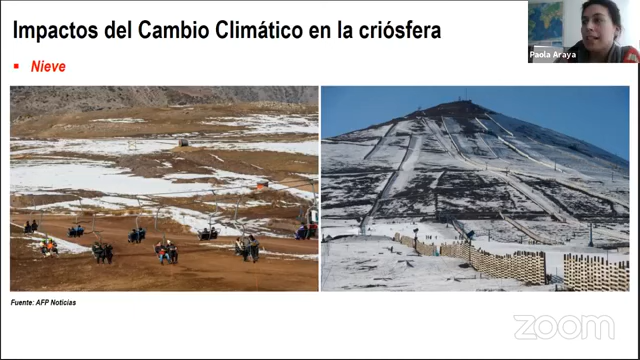 Impactos del Cambio Climático en la criósfera
Paola Araya
Nieve
Fuente: AFP Noticias
zoom